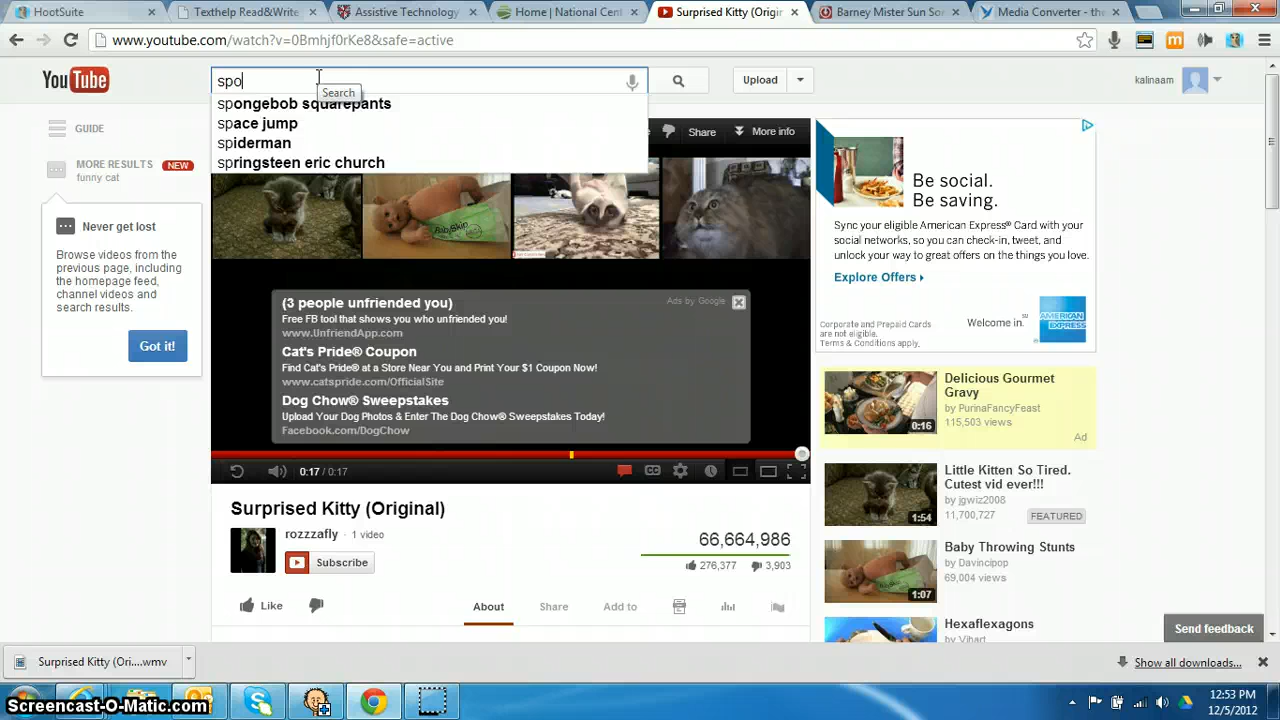 HootSuite
Texthelp Read&Write
Assistive Technology
Home | National Cent
Surprised Kitty (Origin
Barney Mister Sun So
Media Converter - the
www.youtube.com/watch?v=0Bmhjf0rKe8&safe=active
YouTube
spo
Upload
kalinaam
Search
spongebob squarepants
space jump
spiderman
springsteen eric church
GUIDE
MORE RESULTS NEW
funny cat
Never get lost
Browse videos from the
previous page, including
the homepage feed,
channel videos and
search results.
Got it!
Share
More info
(3 people unfriended you)
Ads by Google
Free FB tool that shows you who unfriended you!
www.UnfriendApp.com
Cat's Pride® Coupon
Find Cat's Pride® at a Store Near You and Print Your $1 Coupon Now!
www.catspride.com/OfficialSite
Dog Chow® Sweepstakes
Upload Your Dog Photos & Enter The Dog Chow® Sweepstakes Today!
Facebook.com/DogChow
0:17 / 0:17
CC
Surprised Kitty (Original)
rozzzafly · 1 video
Subscribe
66,664,986
276,377 3,903
Like
About
Share
Add to
Be social.
Be saving.
Sync your eligible American Express® Card with your
social networks, so you can check-in, tweet, and
unlock your way to great offers on the things you love.
Explore Offers
Corporate and Prepaid Cards
are not eligible.
Terms & Conditions apply.
Welcome in.℠
AMERICAN
EXPRESS
Delicious Gourmet
Gravy
by PurinaFancyFeast
115,503 views
Ad
0:16
Little Kitten So Tired.
Cutest vid ever!!!
by jgwiz2008
11,700,727
FEATURED
1:54
Baby Throwing Stunts
by Davincipop
69,004 views
1:07
Hexaflexagons
by Vihart
Send feedback
Surprised Kitty (Ori....wmv
Show all downloads...
Screencast-O-Matic.com
12:53 PM
12/5/2012